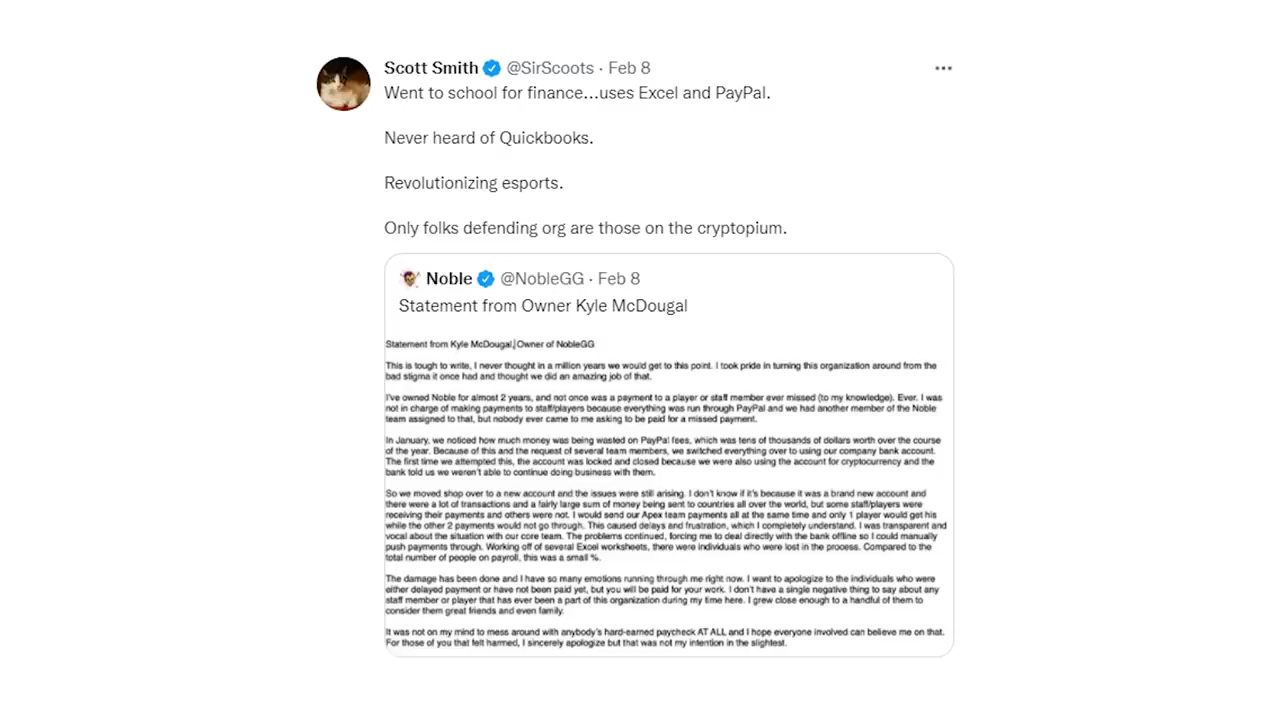 Scott Smith @SirScoots · Feb 8
Went to school for finance...uses Excel and PayPal.
Never heard of Quickbooks.
Revolutionizing esports.
Only folks defending org are those on the cryptopium.
Noble @NobleGG · Feb 8
Statement from Owner Kyle McDougal
Statement from Kyle McDougal, Owner of NobleGG
This is tough to write, I never thought in a million years we would get to this point. I took pride in turning this organization around from the
bad stigma it once had and thought we did an amazing job of that.
I've owned Noble for almost 2 years, and not once was a payment to a player or staff member ever missed (to my knowledge). Ever. I was
not in charge of making payments to staff/players because everything was run through PayPal and we had another member of the Noble
team assigned to that, but nobody ever came to me asking to be paid for a missed payment.
In January, we noticed how much money was being wasted on PayPal fees, which was tens of thousands of dollars worth over the course
of the year. Because of this and the request of several team members, we switched everything over to using our company bank account.
The first time we attempted this, the account was locked and closed because we were also using the account for cryptocurrency and the
bank told us we weren't able to continue doing business with them.
So we moved shop over to a new account and the issues were still arising. I don't know if it's because it was a brand new account and
there were a lot of transactions and a fairly large sum of money being sent to countries all over the world, but some staff/players were
receiving their payments and others were not. I would send our Apex team payments all at the same time and only 1 player would get his
while the other 2 payments would not go through. This caused delays and frustration, which I completely understand. I was transparent and
vocal about the situation with our core team. The problems continued, forcing me to deal directly with the bank offline so I could manually
push payments through. Working off of several Excel worksheets, there were individuals who were lost in the process. Compared to the
total number of people on payroll, this was a small %.
The damage has been done and I have so many emotions running through me right now. I want to apologize to the individuals who were
either delayed payment or have not been paid yet, but you will be paid for your work. I don't have a single negative thing to say about any
staff member or player that has ever been a part of this organization during my time here. I grew close enough to a handful of them to
consider them great friends and even family.
It was not on my mind to mess around with anybody's hard-earned paycheck AT ALL and I hope everyone involved can believe me on that.
For those of you that felt harmed, I sincerely apologize but that was not my intention in the slightest.